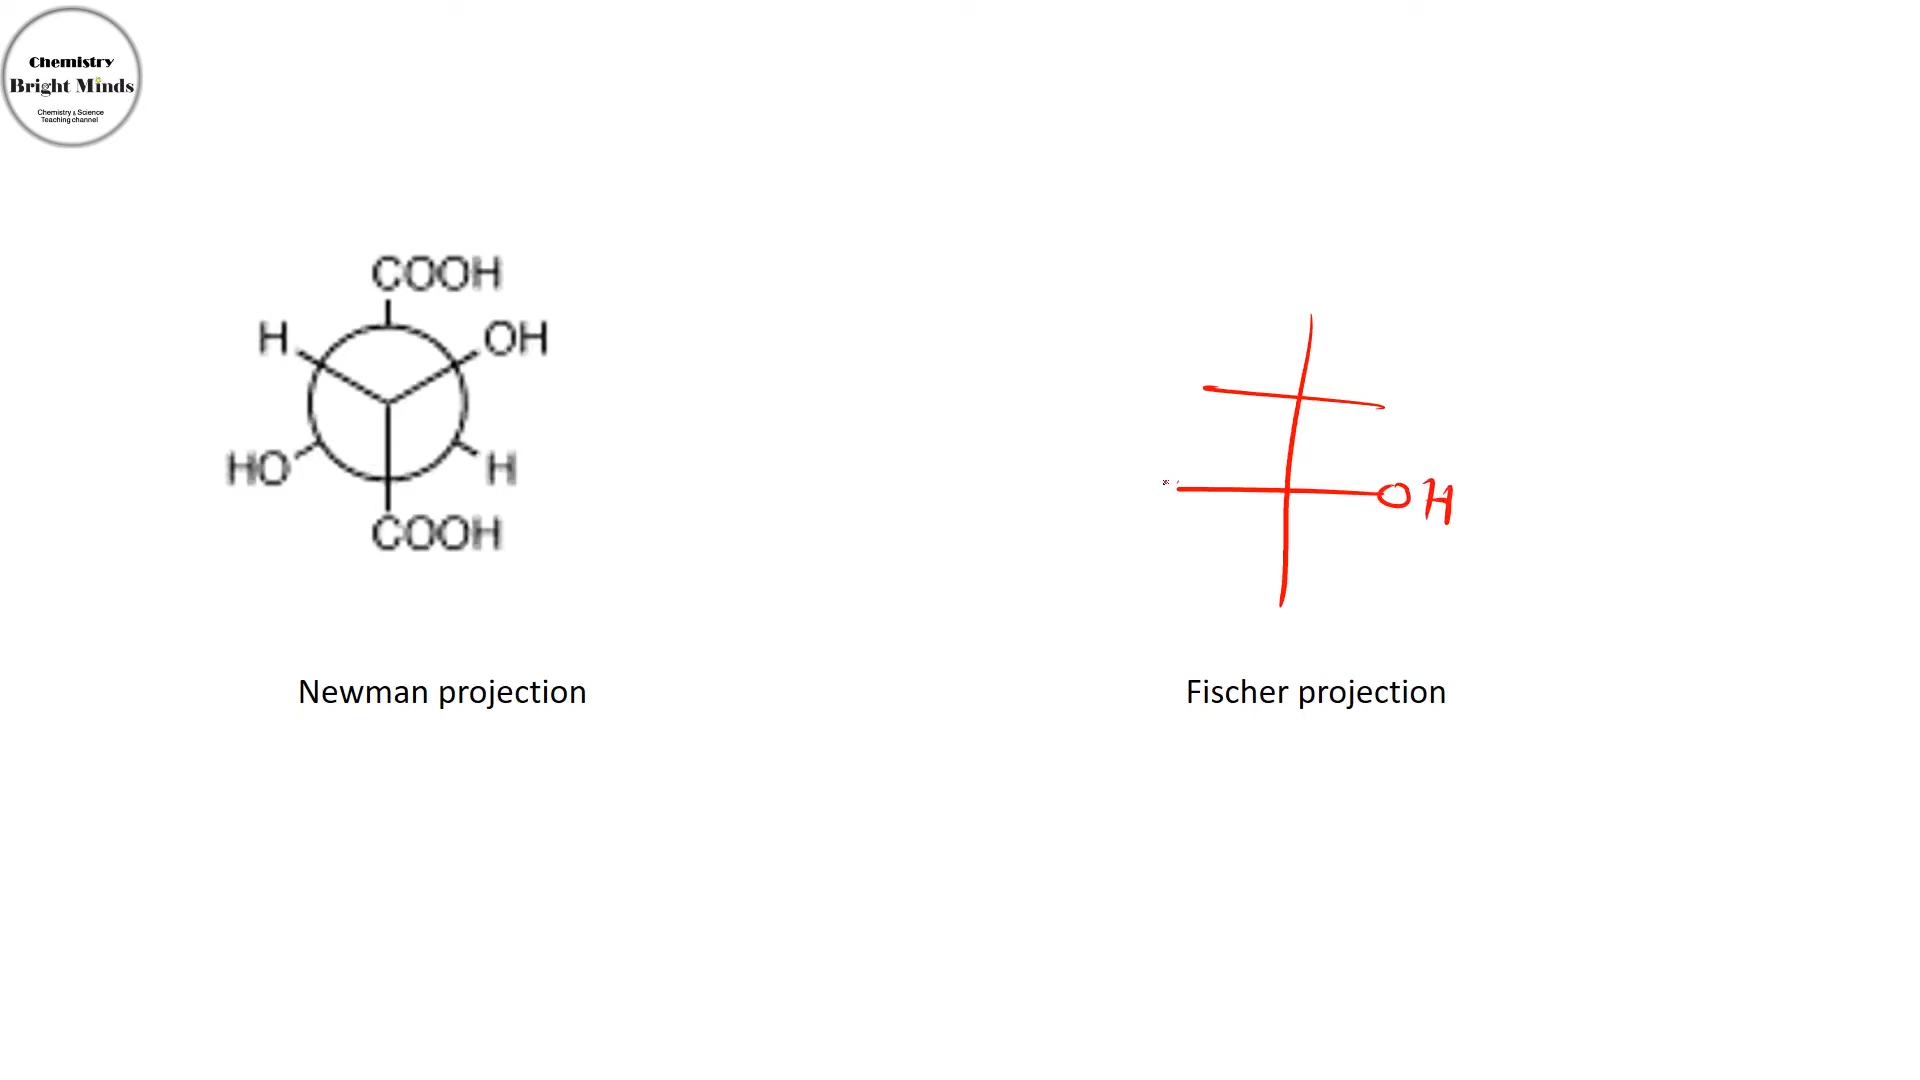 Chemistry
Bright Minds
Chemistry & Science
Teaching channel
COOH
H OH
HO H
COOH
OH
Newman projection
Fischer projection